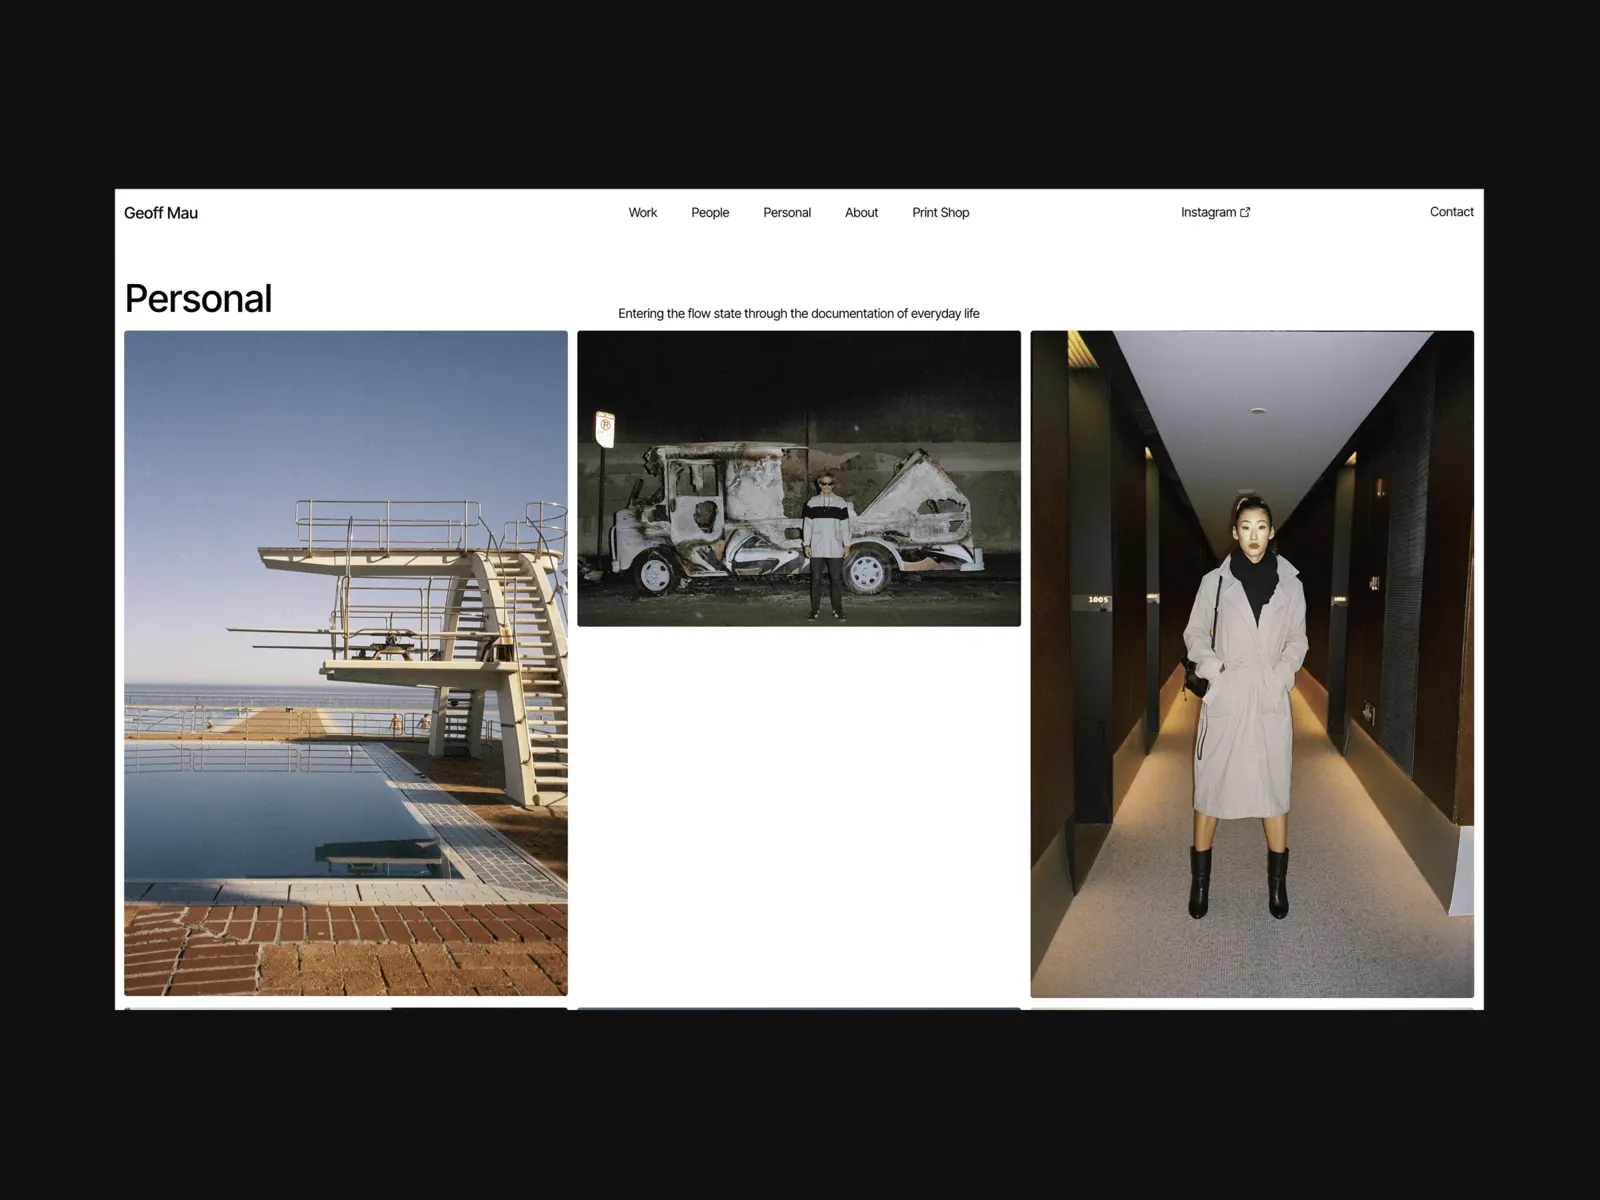 Geoff Mau
Work
People
Personal
About
Print Shop
Instagram
Contact
Personal
Entering the flow state through the documentation of everyday life
1005